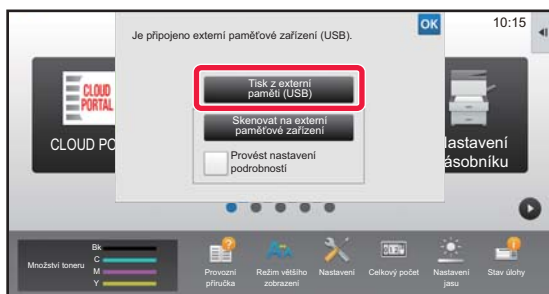 Je připojeno externí paměťové zařízení (USB).
OK
10:15
Tisk z externí
paměti (USB)
Skenovat na externí
paměťové zařízení
Provést nastavení
podrobností
CLOUD
PORTAL
CLOUD PO
astavení
ásobníku
Množství toneru
Bk
C
M
Y
Provozní
příručka
Režim většího
zobrazení
Nastavení
Celkový počet
Nastavení
jasu
Stav úlohy